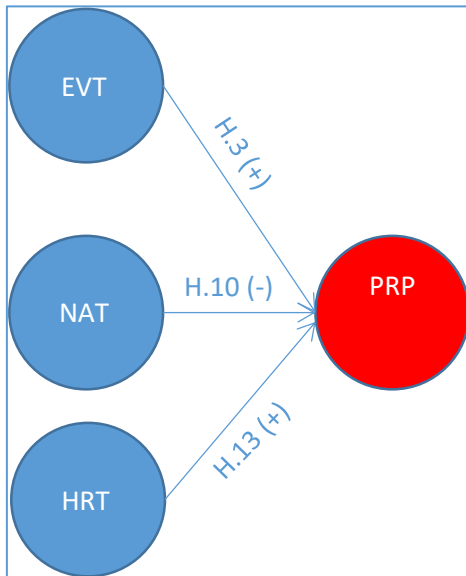 EVT
H.3 (+)
NAT
H.10 (-)
PRP
HRT
H.13 (+)